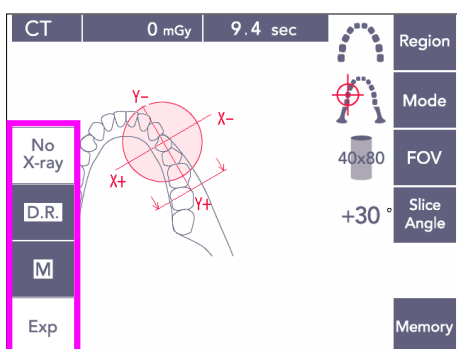 CT
0 mGy
9.4 sec
Region
Mode
40x80
FOV
+30 °
Slice
Angle
Memory
No
X-ray
D.R.
M
Exp
Y-
X-
X+
Y+